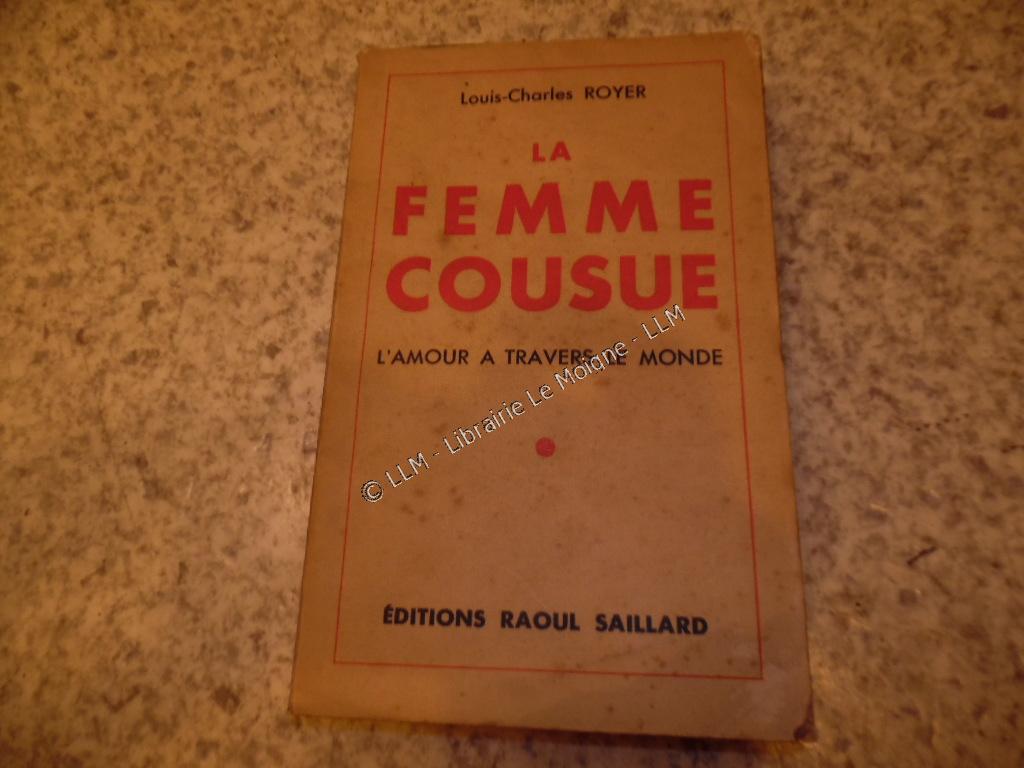 Louis-Charles ROYER
LA
FEMME
COUSUE
L'AMOUR A TRAVERS LE MONDE
© LLM - Librairie Le Moigne - LLM
ÉDITIONS RAOUL SAILLARD